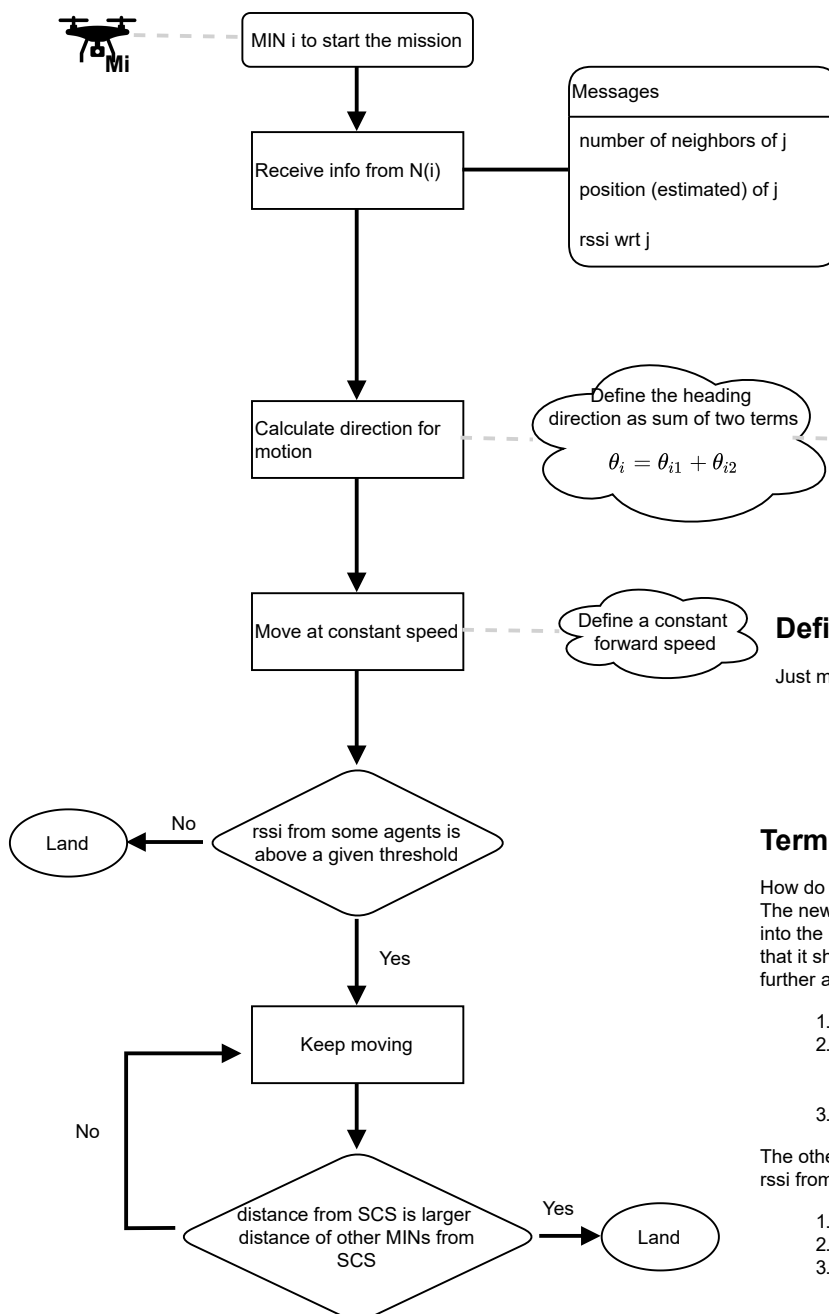 Mi
MIN i to start the mission
Messages
number of neighbors of j
position (estimated) of j
rssi wrt j
Receive info from N(i)
Calculate direction for
motion
Define the heading
direction as sum of two terms
θi = θi1 + θi2
Move at constant speed
Define a constant
forward speed
Defi
Just m
rssi from some agents is
above a given threshold
No
Land
Yes
Keep moving
No
distance from SCS is larger
distance of other MINs from
SCS
Yes
Land
Term
How do
The new
into the
that it sh
further a
1.
2.
3.
The othe
rssi from
1.
2.
3.